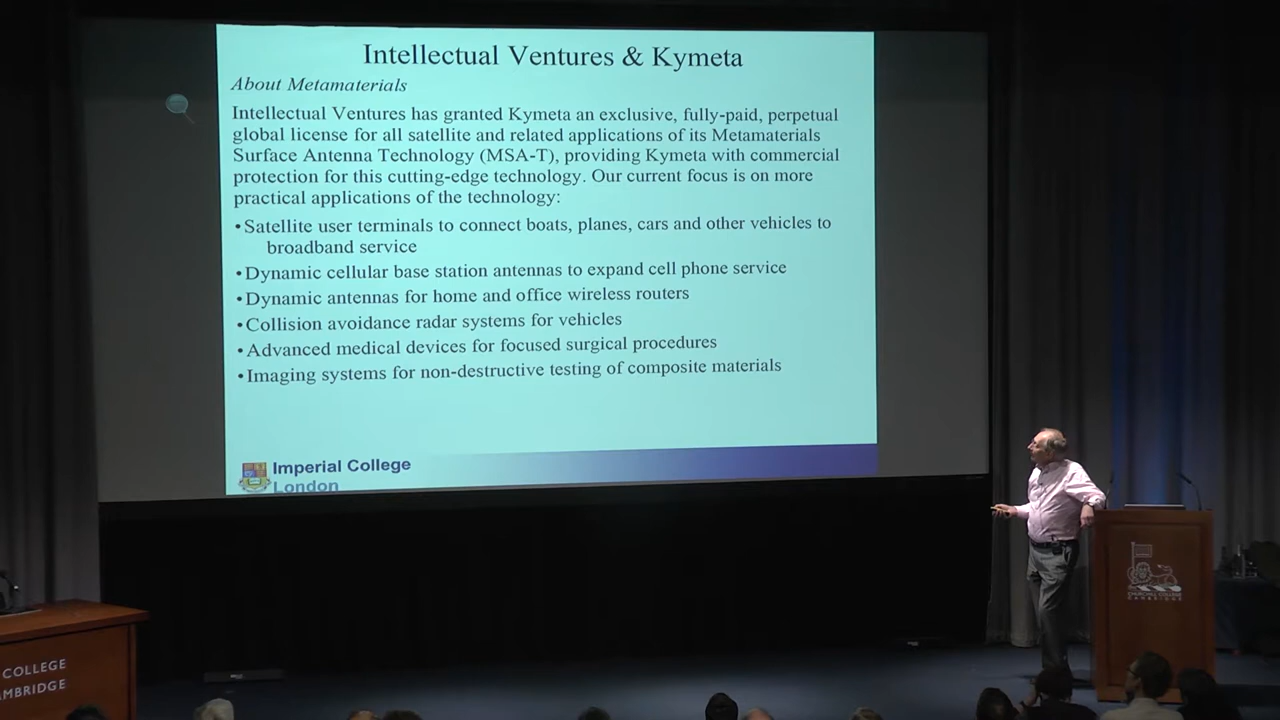 Intellectual Ventures & Kymeta
About Metamaterials
Intellectual Ventures has granted Kymeta an exclusive, fully-paid, perpetual
global license for all satellite and related applications of its Metamaterials
Surface Antenna Technology (MSA-T), providing Kymeta with commercial
protection for this cutting-edge technology. Our current focus is on more
practical applications of the technology:
•Satellite user terminals to connect boats, planes, cars and other vehicles to
broadband service
•Dynamic cellular base station antennas to expand cell phone service
•Dynamic antennas for home and office wireless routers
•Collision avoidance radar systems for vehicles
•Advanced medical devices for focused surgical procedures
•Imaging systems for non-destructive testing of composite materials
Imperial College
London
CHURCHILL COLLEGE
CAMBRIDGE
COLLEGE
MBRIDGE